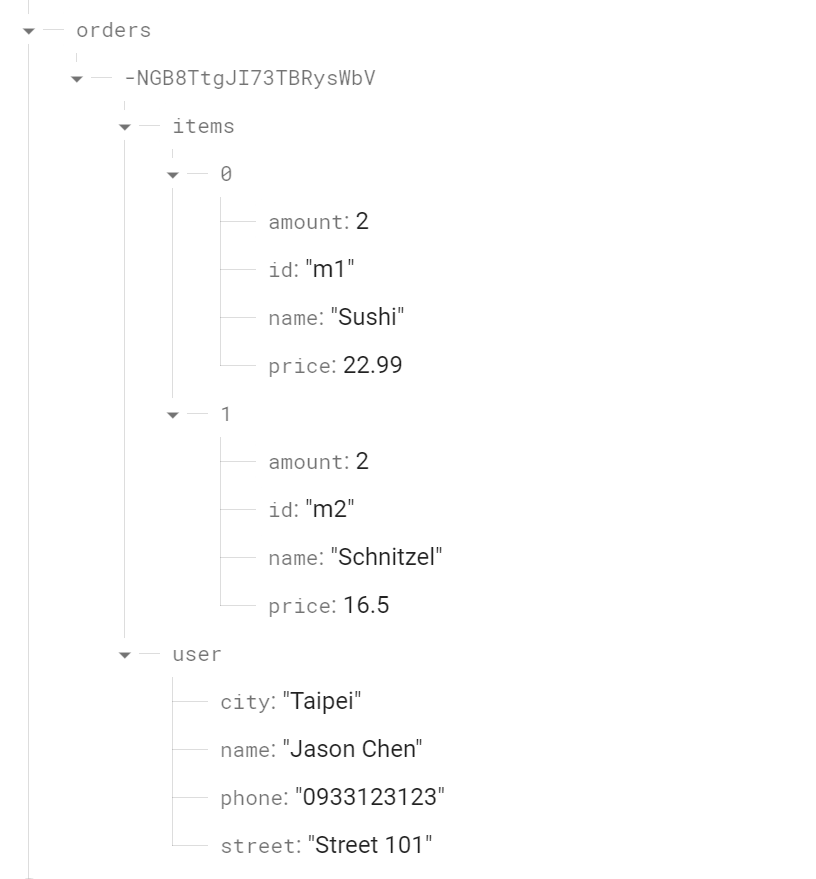 orders
-NGB8TtgJI73TBRysWbV
items
0
amount: 2
id: "m1"
name: "Sushi"
price: 22.99
1
amount: 2
id: "m2"
name: "Schnitzel"
price: 16.5
user
city: "Taipei"
name: "Jason Chen"
phone: "0933123123"
street: "Street 101"